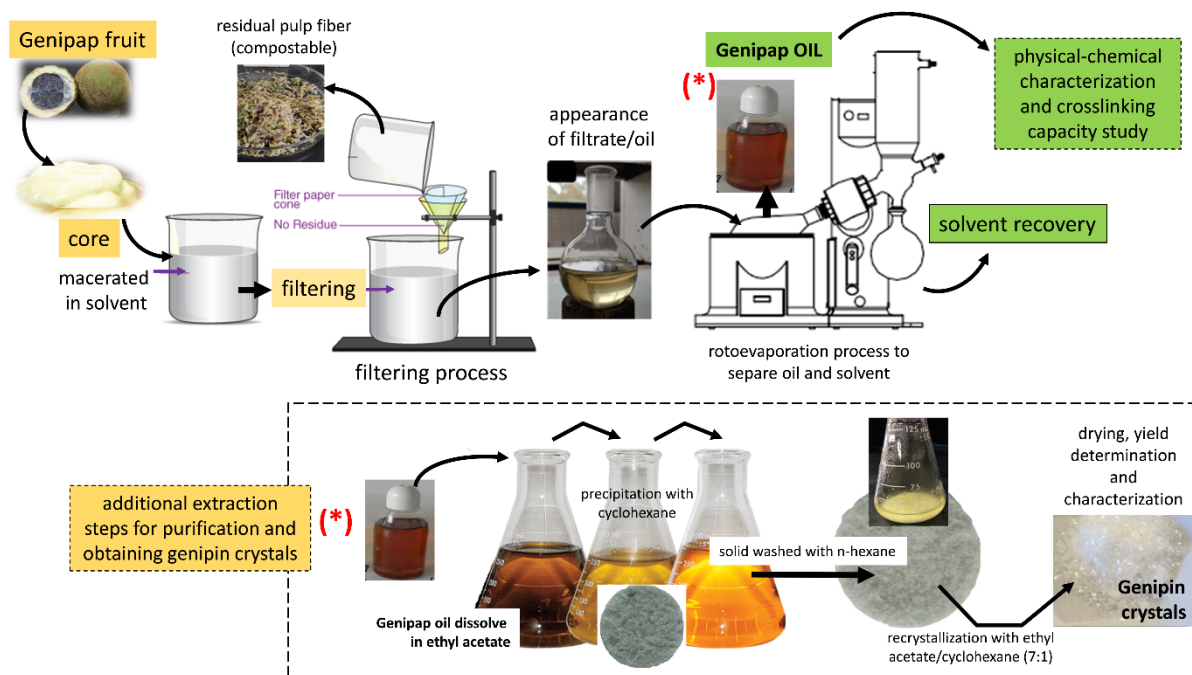 Genipap fruit
residual pulp fiber
(compostable)
Genipap OIL
(*)
physical-chemical
characterization
and crosslinking
capacity study
appearance
of filtrate/oil
Filter paper
cone
No Residue
core
macerated
in solvent
filtering
solvent recovery
filtering process
rotoevaporation process to
separe oil and solvent
additional extraction
steps for purification and
obtaining genipin crystals
(*)
precipitation with
cyclohexane
Genipap oil dissolve
in ethyl acetate
solid washed with n-hexane
125
100
75
recrystallization with ethyl
acetate/cyclohexane (7:1)
drying, yield
determination
and
characterization
Genipin
crystals